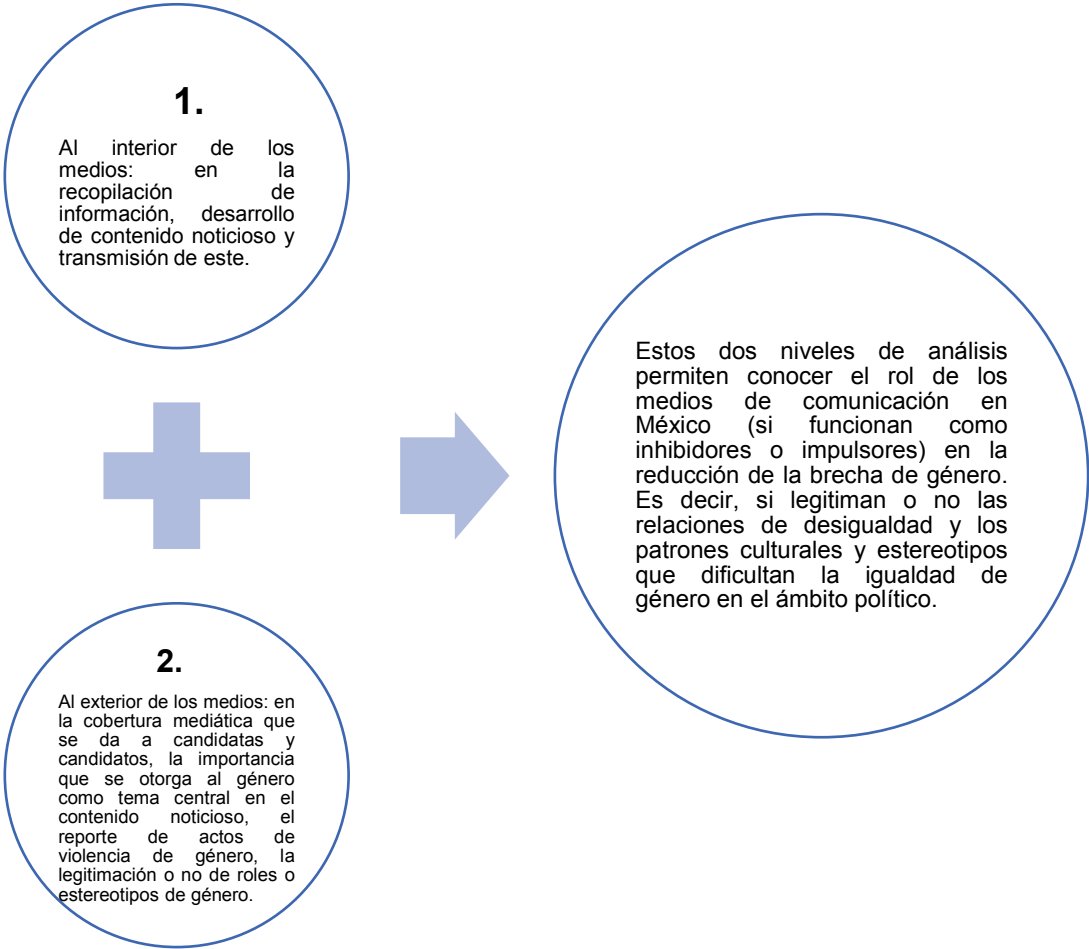 1.
Al interior de los
medios: en la
recopilación de
información, desarrollo
de contenido noticioso y
transmisión de este.
2.
Al exterior de los medios: en
la cobertura mediática que
se da a candidatas y
candidatos, la importancia
que se otorga al género
como tema central en el
contenido noticioso, el
reporte de actos de
violencia de género, la
legitimación o no de roles o
estereotipos de género.
Estos dos niveles de análisis
permiten conocer el rol de los
medios de comunicación en
México (si funcionan como
inhibidores o impulsores) en la
reducción de la brecha de género.
Es decir, si legitiman o no las
relaciones de desigualdad y los
patrones culturales y estereotipos
que dificultan la igualdad de
género en el ámbito político.